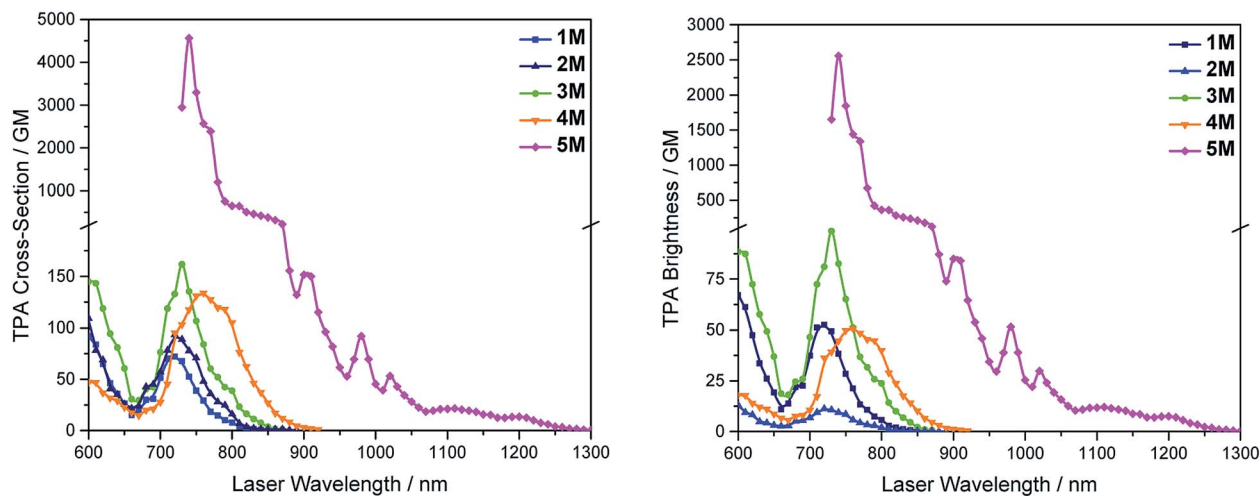 TPA Cross-Section / GM
5000
4000
3000
2000
1000
150
100
50
0
600 700 800 900 1000 1100 1200 1300
Laser Wavelength / nm
1M
2M
3M
4M
5M
TPA Brightness / GM
3000
2500
2000
1500
1000
500
75
50
25
0
600 700 800 900 1000 1100 1200 1300
Laser Wavelength / nm
1M
2M
3M
4M
5M